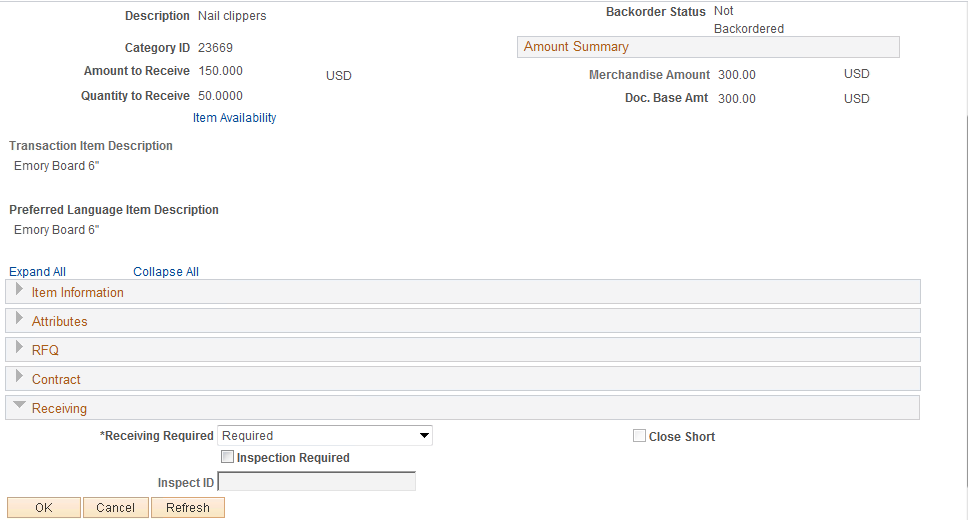 Description Nail clippers
Backorder Status Not
Backordered
Category ID 23669
Amount Summary
Amount to Receive 150.000 USD
Merchandise Amount 300.00 USD
Quantity to Receive 50.0000
Doc. Base Amt 300.00 USD
Item Availability
Transaction Item Description
Emory Board 6"
Preferred Language Item Description
Emory Board 6"
Expand All Collapse All
Item Information
Attributes
RFQ
Contract
Receiving
*Receiving Required Required
Close Short
Inspection Required
Inspect ID
OK Cancel Refresh